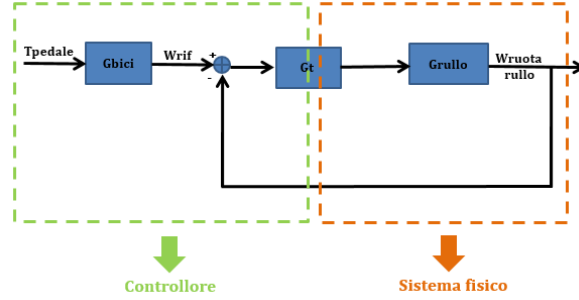 Tpedale
Gbici
Wrif
+
-
Gt
Grullo
Wruota
rullo
Controllore
Sistema fisico